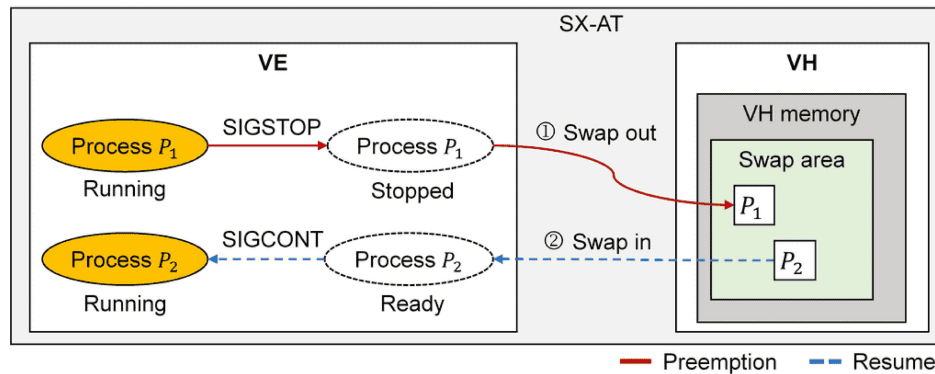 SX-AT
VE
VH
VH memory
Swap area
Process P₁
Running
SIGSTOP
Process P₁
Stopped
① Swap out
P₁
Process P₂
Running
SIGCONT
Process P₂
Ready
② Swap in
P₂
Preemption
Resume